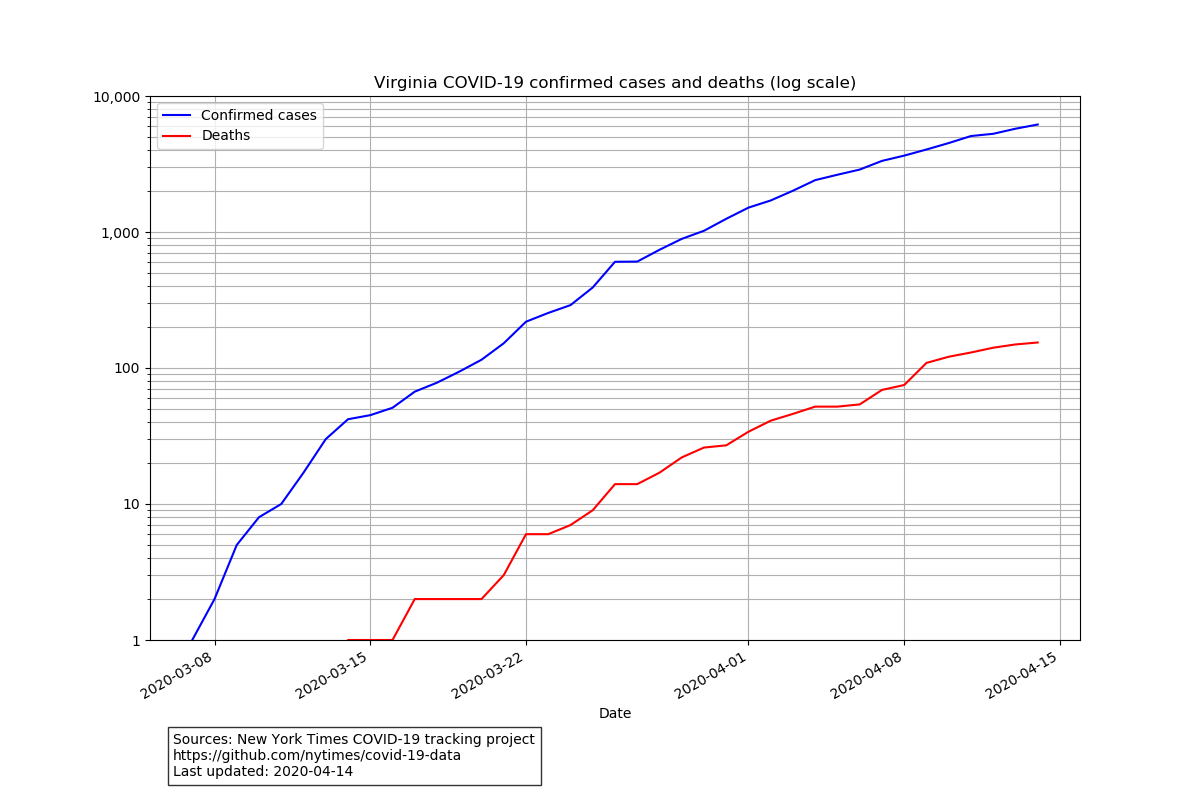 Virginia COVID-19 confirmed cases and deaths (log scale)
10,000
1,000
100
10
1
Confirmed cases
Deaths
2020-03-08
2020-03-15
2020-03-22
2020-04-01
2020-04-08
2020-04-15
Date
Sources: New York Times COVID-19 tracking project
https://github.com/nytimes/covid-19-data
Last updated: 2020-04-14